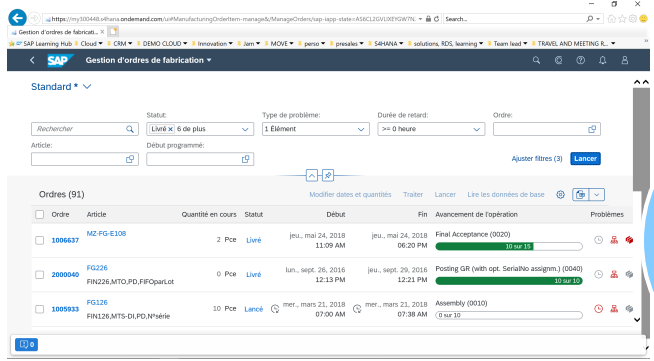 https://my300448.s4hana.ondemand.com/ui#ManufacturingOrderItem-manage&/ManageOrders/sap-iapp-state=AS6CL2GVUXEYGW7N. Search...
Gestion d'ordres de fabricati... ×
SAP Learning Hub Cloud CRM DEMO CLOUD Innovation Jam MOVE perso presales S4HANA solutions, RDS, learning Team lead TRAVEL AND MEETING R...
SAP Gestion d'ordres de fabrication
Standard *
Statut: Type de problème: Durée de retard: Ordre:
Rechercher Livré × 6 de plus 1 Élément >= 0 heure
Article: Début programmé:
Ajuster filtres (3) Lancer
Ordres (91) Modifier dates et quantités Traiter Lancer Lire les données de base
Ordre Article Quantité en cours Statut Début Fin Avancement de l'opération Problèmes
MZ-FG-E108 jeu., mai 24, 2018 jeu., mai 24, 2018 Final Acceptance (0020)
1006637 2 Pce Livré 11:09 AM 06:20 PM 10 sur 15
FG226 lun., sept. 26, 2016 jeu., sept. 29, 2016 Posting GR (with opt. SerialNo assignm.) (0040)
2000040 FIN226,MTO,PD,FIFOparLot 0 Pce Livré 12:13 PM 12:21 PM 10 sur 10
FG126 mer., mars 21, 2018 mer., mars 21, 2018 Assembly (0010)
1005933 FIN126,MTS-DI,PD,N°série 10 Pce Lancé 07:00 AM 07:38 AM 0 sur 10
0